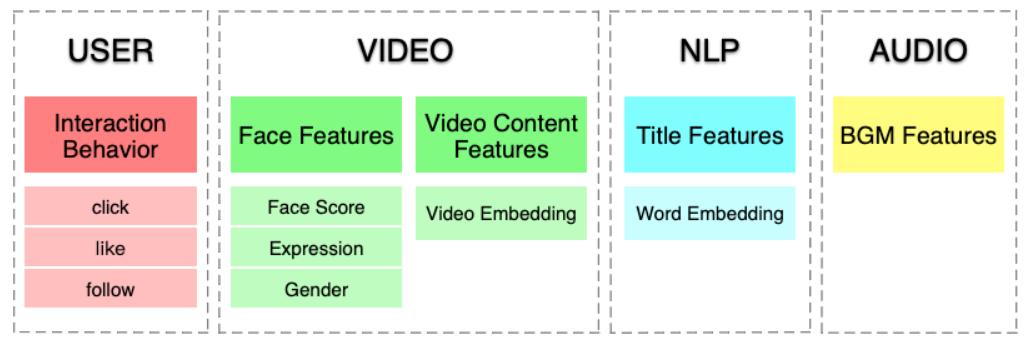 USER
Interaction
Behavior
click
like
follow
VIDEO
Face Features
Face Score
Expression
Gender
Video Content
Features
Video Embedding
NLP
Title Features
Word Embedding
AUDIO
BGM Features